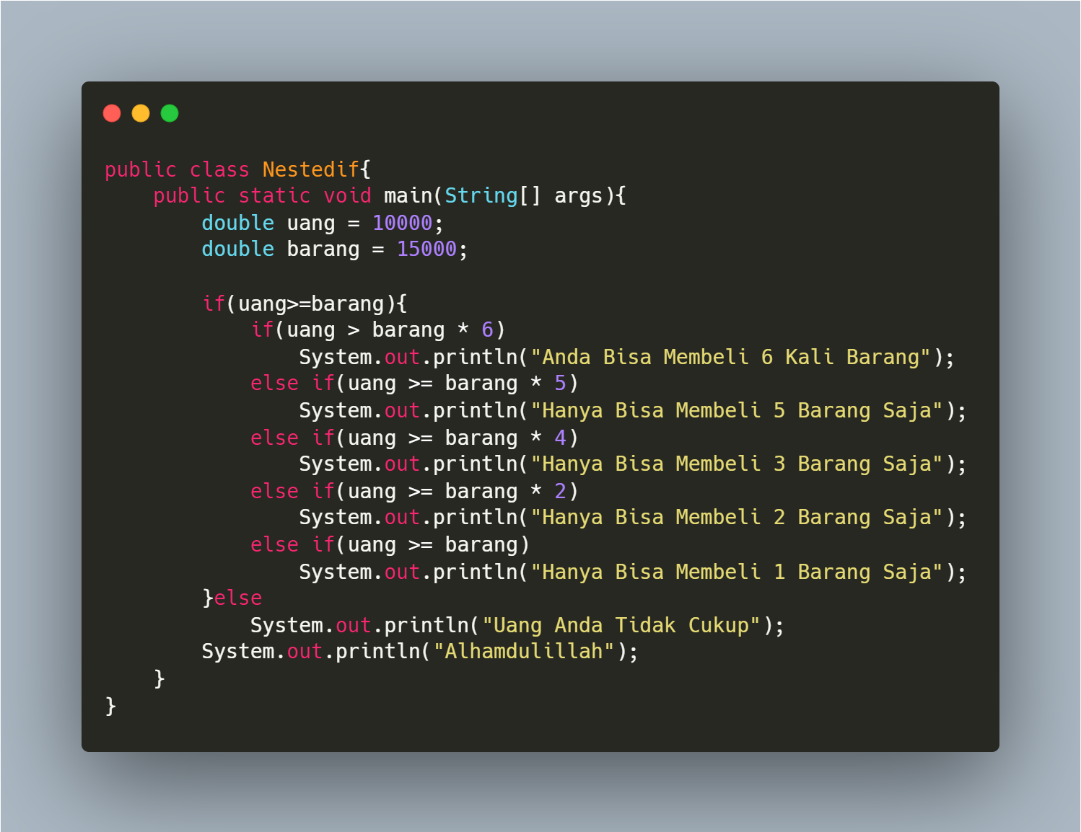 public class Nestedif{
    public static void main(String[] args){
        double uang = 10000;
        double barang = 15000;

        if(uang>=barang){
            if(uang > barang * 6)
                System.out.println("Anda Bisa Membeli 6 Kali Barang");
            else if(uang >= barang * 5)
                System.out.println("Hanya Bisa Membeli 5 Barang Saja");
            else if(uang >= barang * 4)
                System.out.println("Hanya Bisa Membeli 3 Barang Saja");
            else if(uang >= barang * 2)
                System.out.println("Hanya Bisa Membeli 2 Barang Saja");
            else if(uang >= barang)
                System.out.println("Hanya Bisa Membeli 1 Barang Saja");
        }else
            System.out.println("Uang Anda Tidak Cukup");
        System.out.println("Alhamdulillah");
    }
}